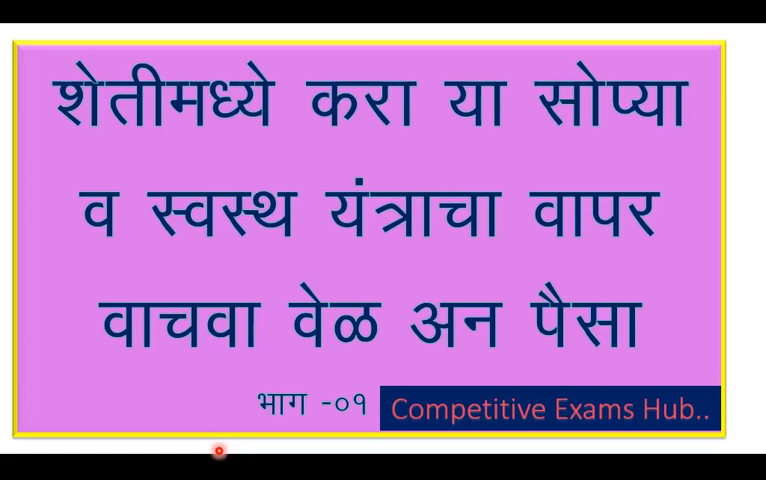 शेतीमध्ये करा या सोप्या
व स्वस्थ यंत्राचा वापर
वाचवा वेळ अन पैसा
भाग -०१ Competitive Exams Hub..